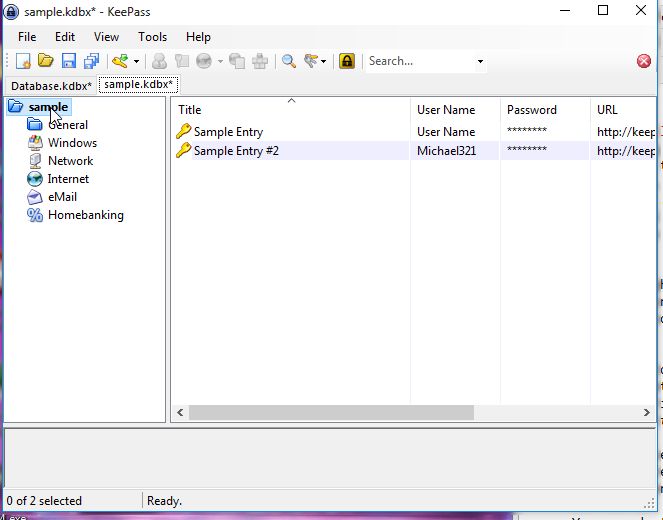 sample.kdbx* - KeePass
File Edit View Tools Help
Search...
Database.kdbx* sample.kdbx*
sample
General
Windows
Network
Internet
eMail
Homebanking
Title User Name Password URL
Sample Entry User Name ******** http://keep
Sample Entry #2 Michael321 ******** http://keep
0 of 2 selected Ready.